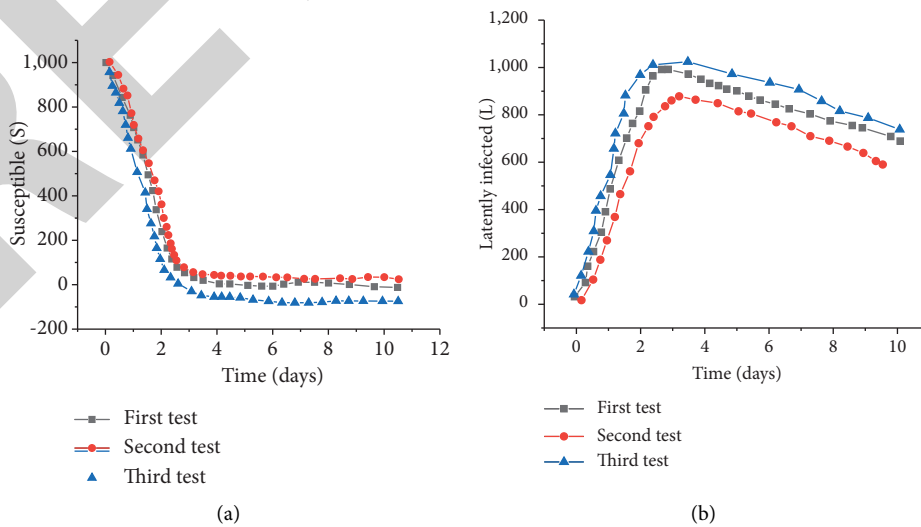 1,000
800
600
400
200
0
-200
Susceptible (S)
0 2 4 6 8 10 12
Time (days)
First test
Second test
Third test
(a)
1,200
1,000
800
600
400
200
0
Latently infected (L)
0 2 4 6 8 10
Time (days)
First test
Second test
Third test
(b)